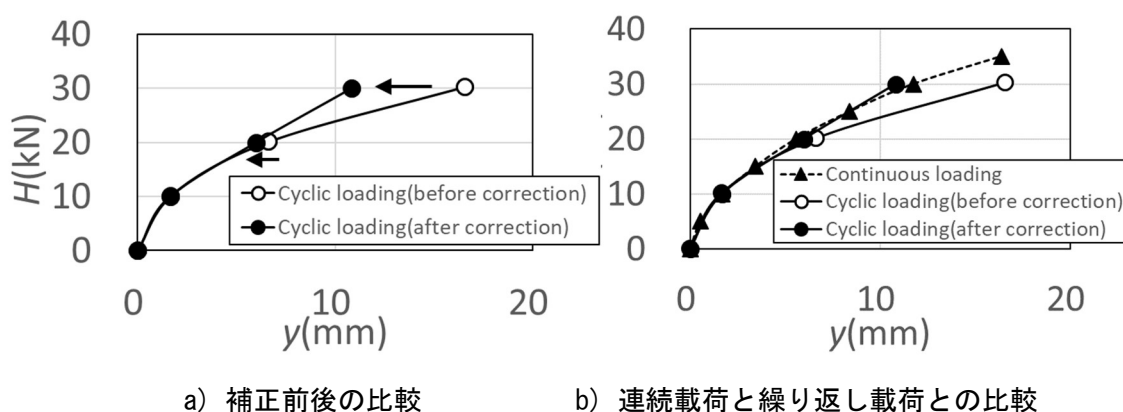 40
30
20
10
0
H(kN)
Cyclic loading(before correction)
Cyclic loading(after correction)
0 10 20
y(mm)
a) 補正前後の比較
40
30
20
10
0
Continuous loading
Cyclic loading(before correction)
Cyclic loading(after correction)
0 10 20
y(mm)
b) 連続載荷と繰り返し載荷との比較